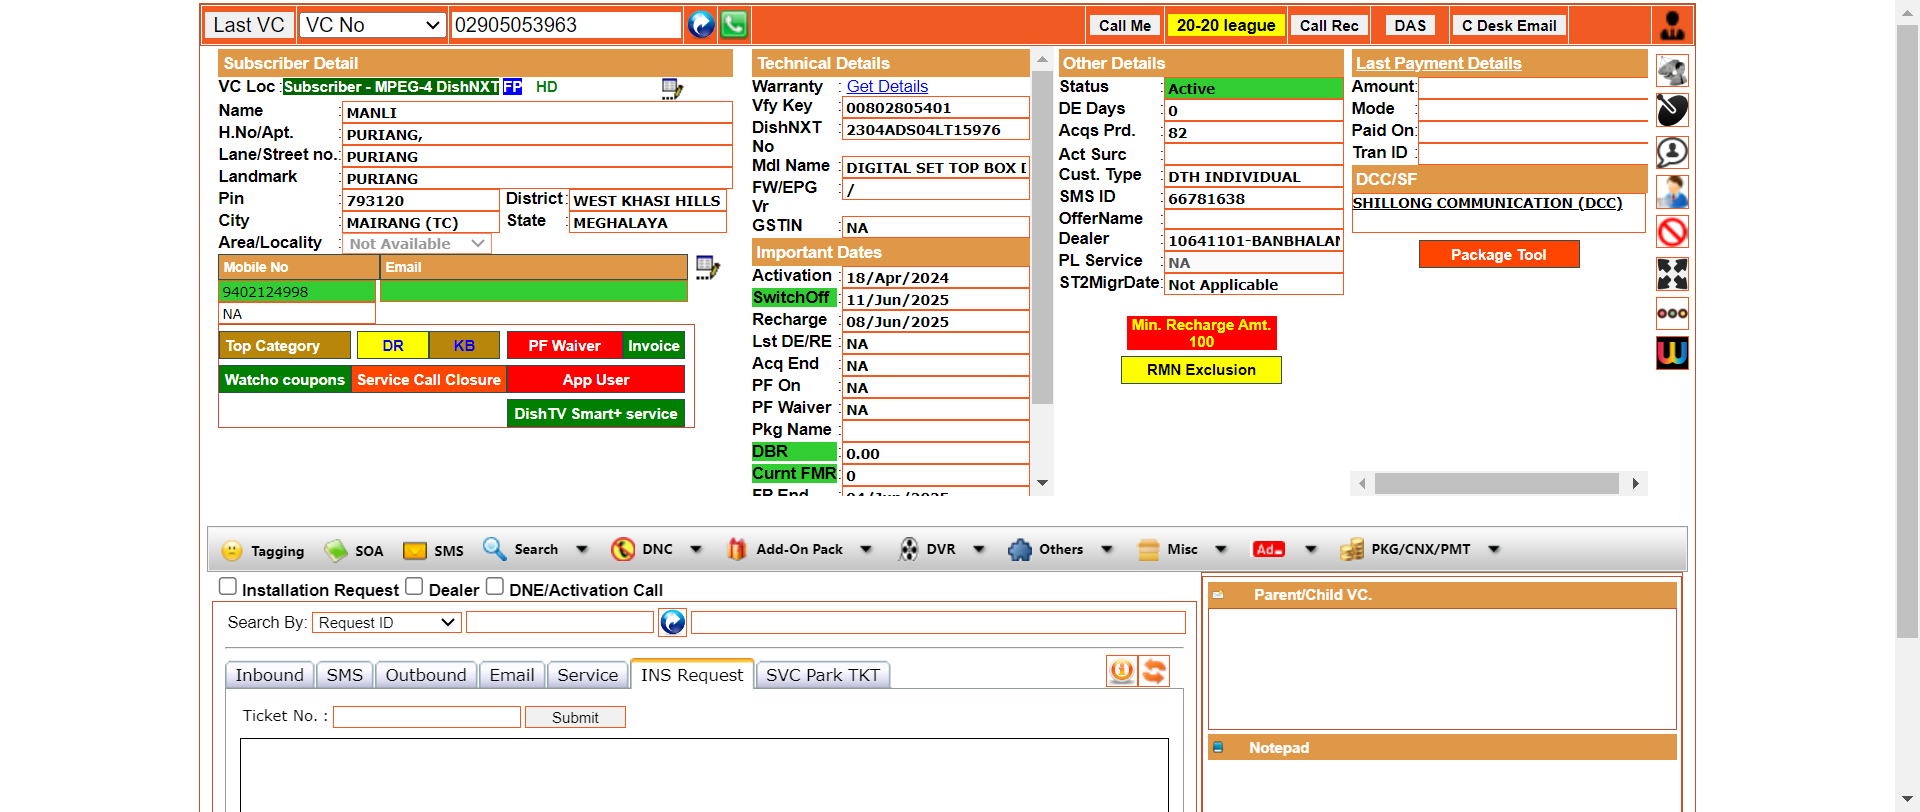 Last VC VC No 02905053963 Call Me 20-20 league Call Rec DAS C Desk Email
Subscriber Detail
VC Loc : Subscriber - MPEG-4 DishNXT FP HD
Name : MANLI
H.No/Apt. : PURIANG,
Lane/Street no. : PURIANG
Landmark : PURIANG
Pin : 793120 District : WEST KHASI HILLS
City : MAIRANG (TC) State : MEGHALAYA
Area/Locality : Not Available
Mobile No Email
9402124998
NA
Top Category DR KB PF Waiver Invoice
Watcho coupons Service Call Closure App User
DishTV Smart+ service
Technical Details
Warranty : Get Details
Vfy Key : 00802805401
DishNXT No : 2304ADS04LT15976
Mdl Name : DIGITAL SET TOP BOX
FW/EPG Vr : /
GSTIN : NA
Important Dates
Activation : 18/Apr/2024
SwitchOff : 11/Jun/2025
Recharge : 08/Jun/2025
Lst DE/RE : NA
Acq End : NA
PF On : NA
PF Waiver : NA
Pkg Name :
DBR : 0.00
Curnt FMR : 0
FP End : 04/Jun/2025
Other Details
Status : Active
DE Days : 0
Acqs Prd. : 82
Act Surc :
Cust. Type : DTH INDIVIDUAL
SMS ID : 66781638
OfferName :
Dealer : 10641101-BANBHALAN
PL Service : NA
ST2MigrDate : Not Applicable
Min. Recharge Amt.
100
RMN Exclusion
Last Payment Details
Amount:
Mode :
Paid On:
Tran ID :
DCC/SF
SHILLONG COMMUNICATION (DCC)
Package Tool
Tagging SOA SMS Search DNC Add-On Pack DVR Others Misc Ad PKG/CNX/PMT
Installation Request Dealer DNE/Activation Call
Search By: Request ID
Inbound SMS Outbound Email Service INS Request SVC Park TKT
Ticket No. : Submit
Parent/Child VC.
Notepad